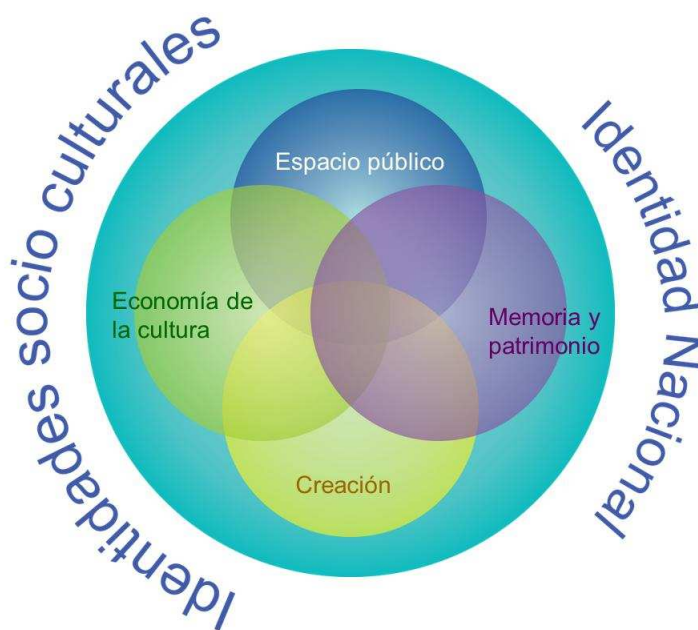 Identidades socio culturales
Identidad Nacional
Espacio público
Economía de
la cultura
Memoria y
patrimonio
Creación